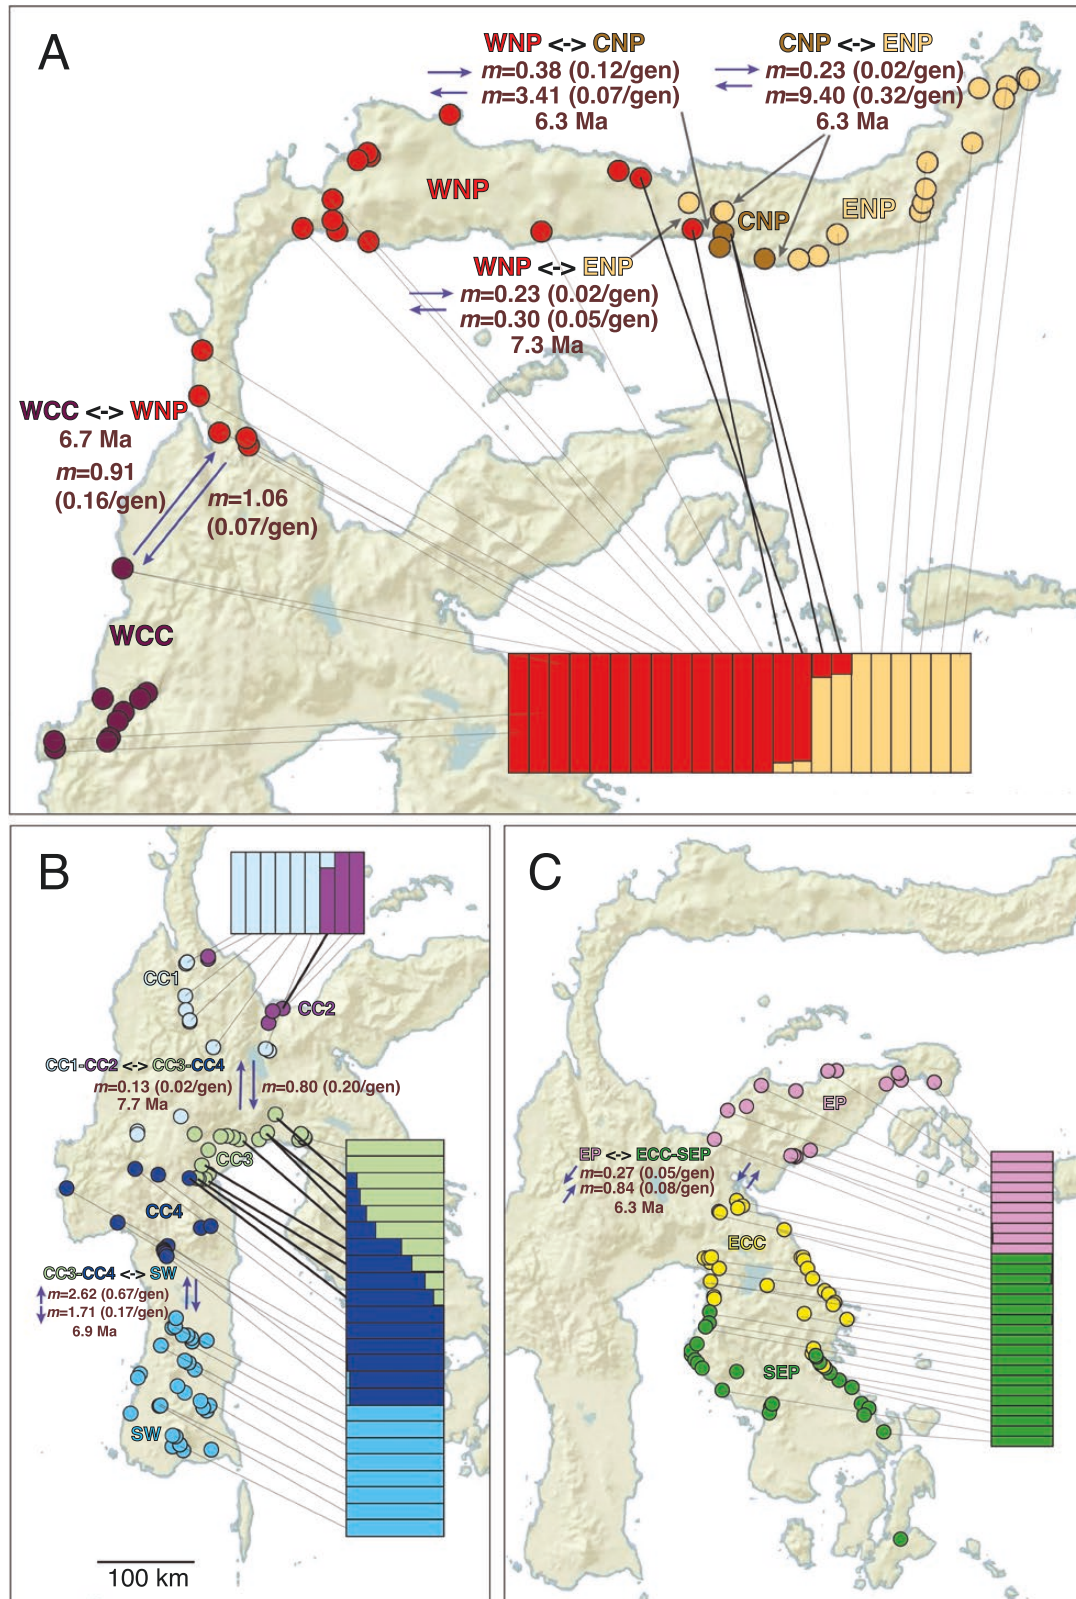 A
WNP <-> CNP
m=0.38 (0.12/gen)
m=3.41 (0.07/gen)
6.3 Ma
CNP <-> ENP
m=0.23 (0.02/gen)
m=9.40 (0.32/gen)
6.3 Ma
WNP
CNP
ENP
WNP <-> ENP
m=0.23 (0.02/gen)
m=0.30 (0.05/gen)
7.3 Ma
WCC <-> WNP
6.7 Ma
m=0.91
(0.16/gen)
m=1.06
(0.07/gen)
WCC
B
CC1
CC2
CC1-CC2 <-> CC3-CC4
m=0.13 (0.02/gen)
m=0.80 (0.20/gen)
7.7 Ma
CC3
CC4
CC3-CC4 <-> SW
m=2.62 (0.67/gen)
m=1.71 (0.17/gen)
6.9 Ma
SW
100 km
C
EP
EP <-> ECC-SEP
m=0.27 (0.05/gen)
m=0.84 (0.08/gen)
6.3 Ma
ECC
SEP